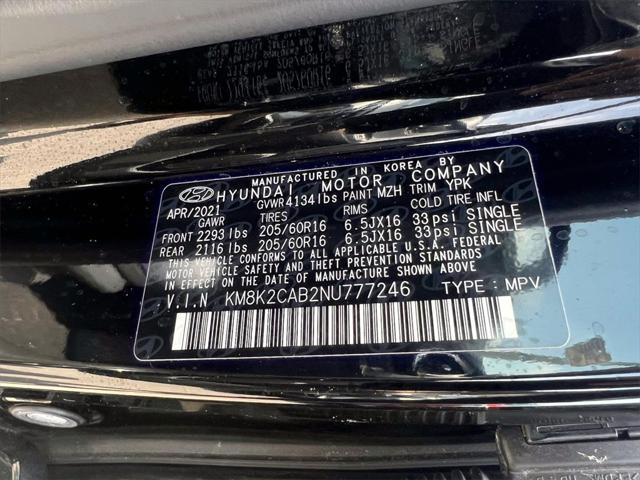 MANUFACTURED IN KOREA BY
HYUNDAI MOTOR COMPANY
APR/2021 GVWR 4134 lbs PAINT MZH TRIM YPK
GAWR TIRES RIMS COLD TIRE INFL
FRONT 2293 lbs 205/60R16 6.5JX16 33 psi SINGLE
REAR 2116 lbs 205/60R16 6.5JX16 33 psi SINGLE
THIS VEHICLE CONFORMS TO ALL APPLICABLE U.S.A. FEDERAL
MOTOR VEHICLE SAFETY AND THEFT PREVENTION STANDARDS
IN EFFECT ON THE DATE OF MANUFACTURE SHOWN ABOVE
V.I.N KM8K2CAB2NU777246 TYPE : MPV